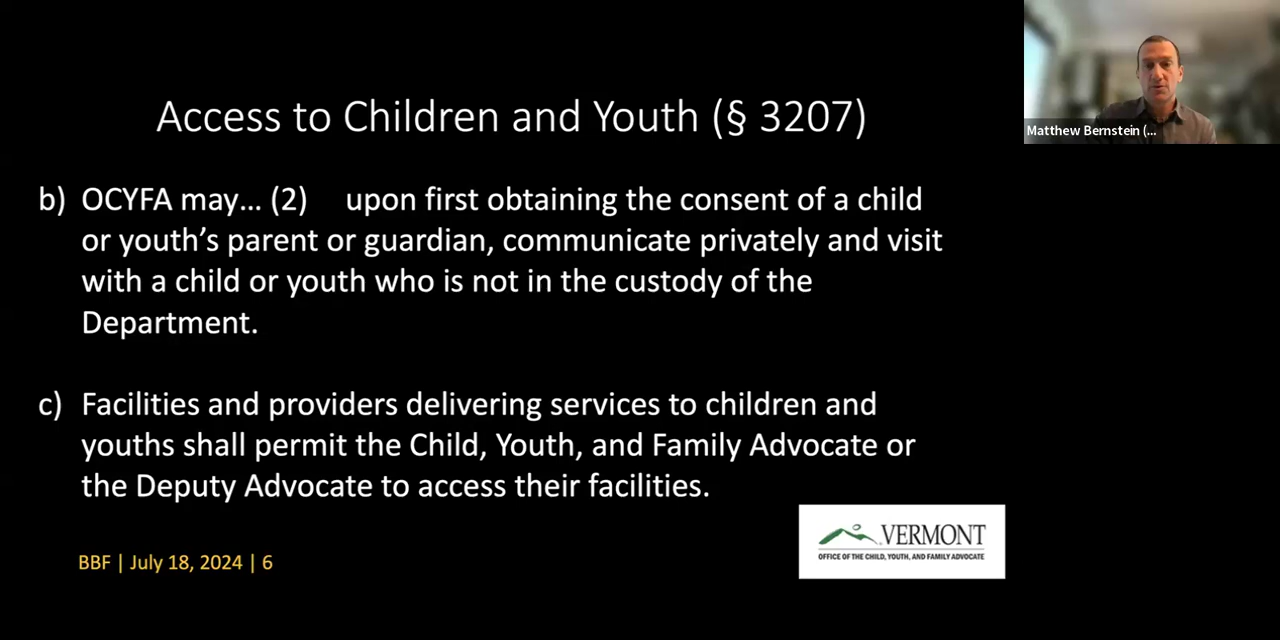 Access to Children and Youth (§ 3207)
b) OCYFA may... (2) upon first obtaining the consent of a child
or youth's parent or guardian, communicate privately and visit
with a child or youth who is not in the custody of the
Department.
c) Facilities and providers delivering services to children and
youths shall permit the Child, Youth, and Family Advocate or
the Deputy Advocate to access their facilities.
BBF | July 18, 2024 | 6
VERMONT
OFFICE OF THE CHILD, YOUTH, AND FAMILY ADVOCATE
Matthew Bernstein (...